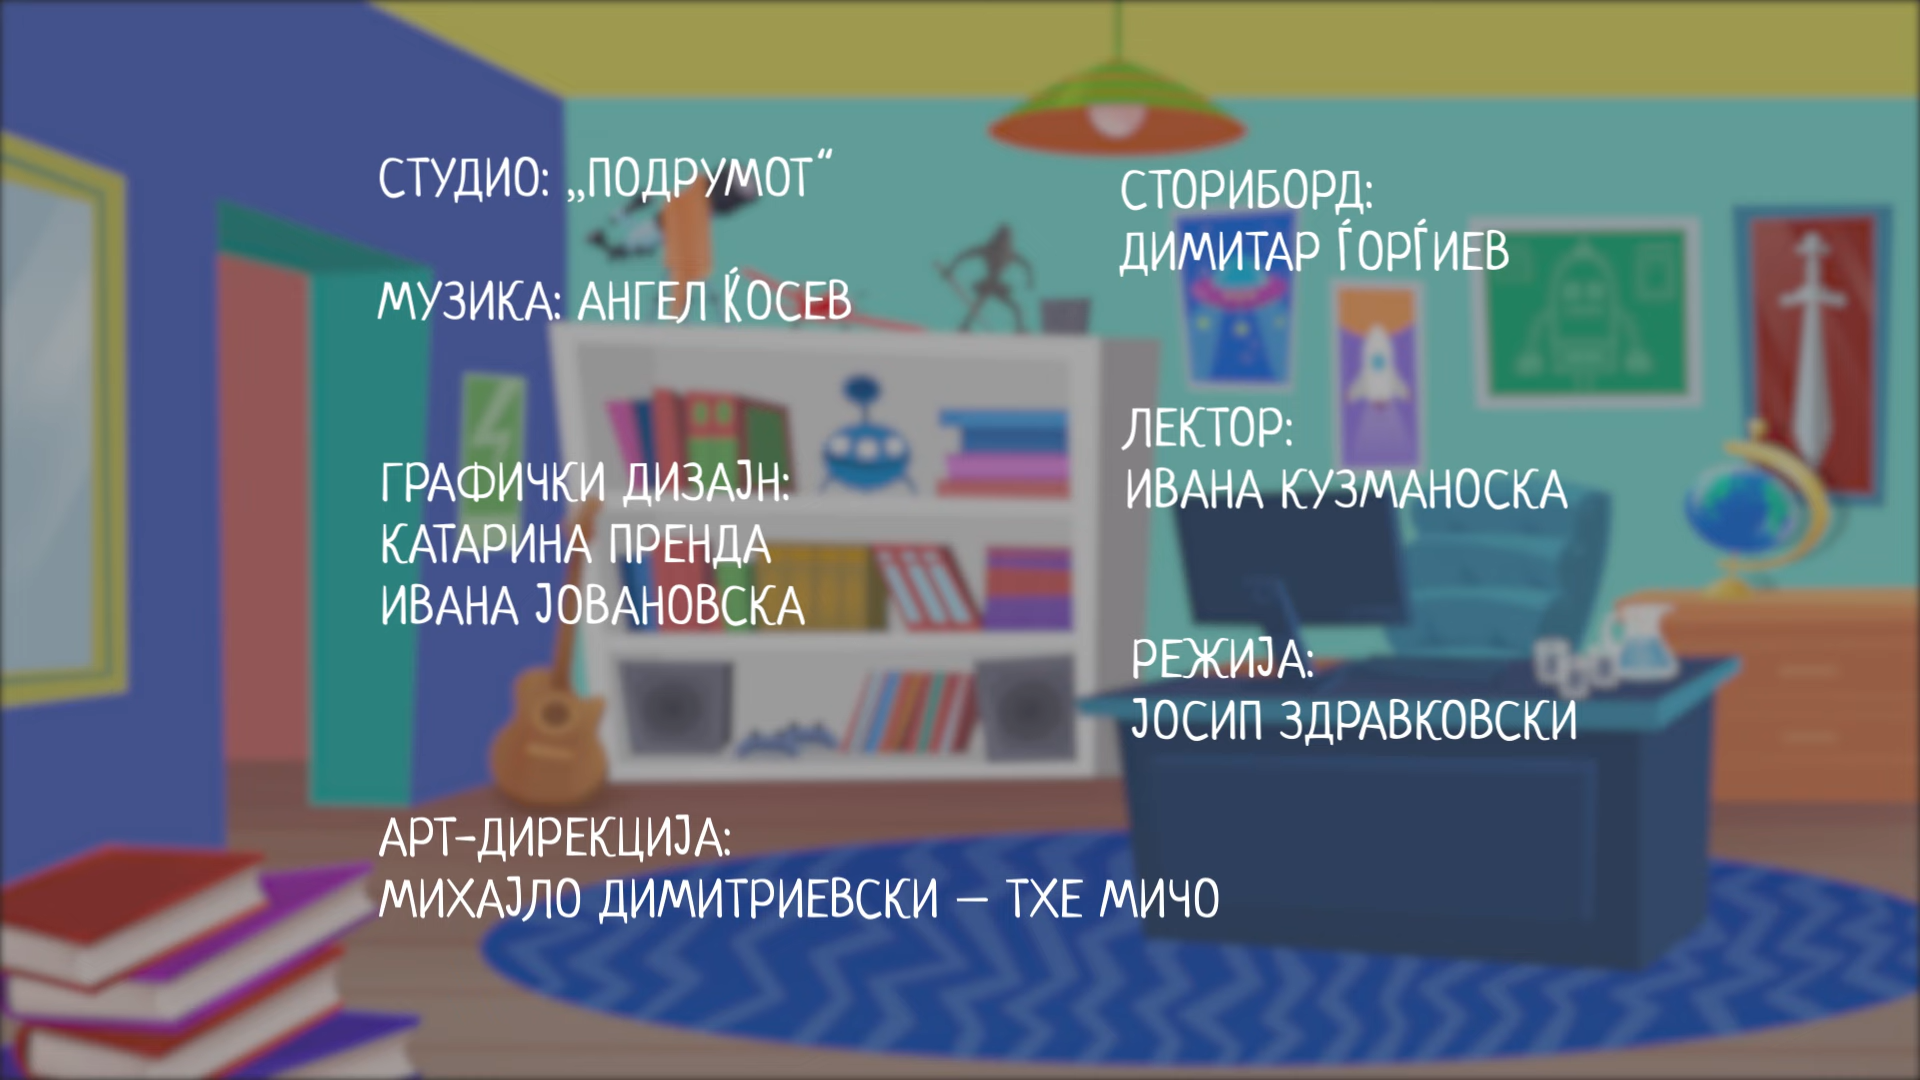 СТУДИО: „ПОДРУМОТ“
МУЗИКА: АНГЕЛ ЌОСЕВ
ГРАФИЧКИ ДИЗАЈН:
КАТАРИНА ПРЕНДА
ИВАНА ЈОВАНОВСКА
АРТ-ДИРЕКЦИЈА:
МИХАЈЛО ДИМИТРИЕВСКИ – ТХЕ МИЧО
СТОРИБОРД:
ДИМИТАР ЃОРЃИЕВ
ЛЕКТОР:
ИВАНА КУЗМАНОСКА
РЕЖИЈА:
ЈОСИП ЗДРАВКОВСКИ